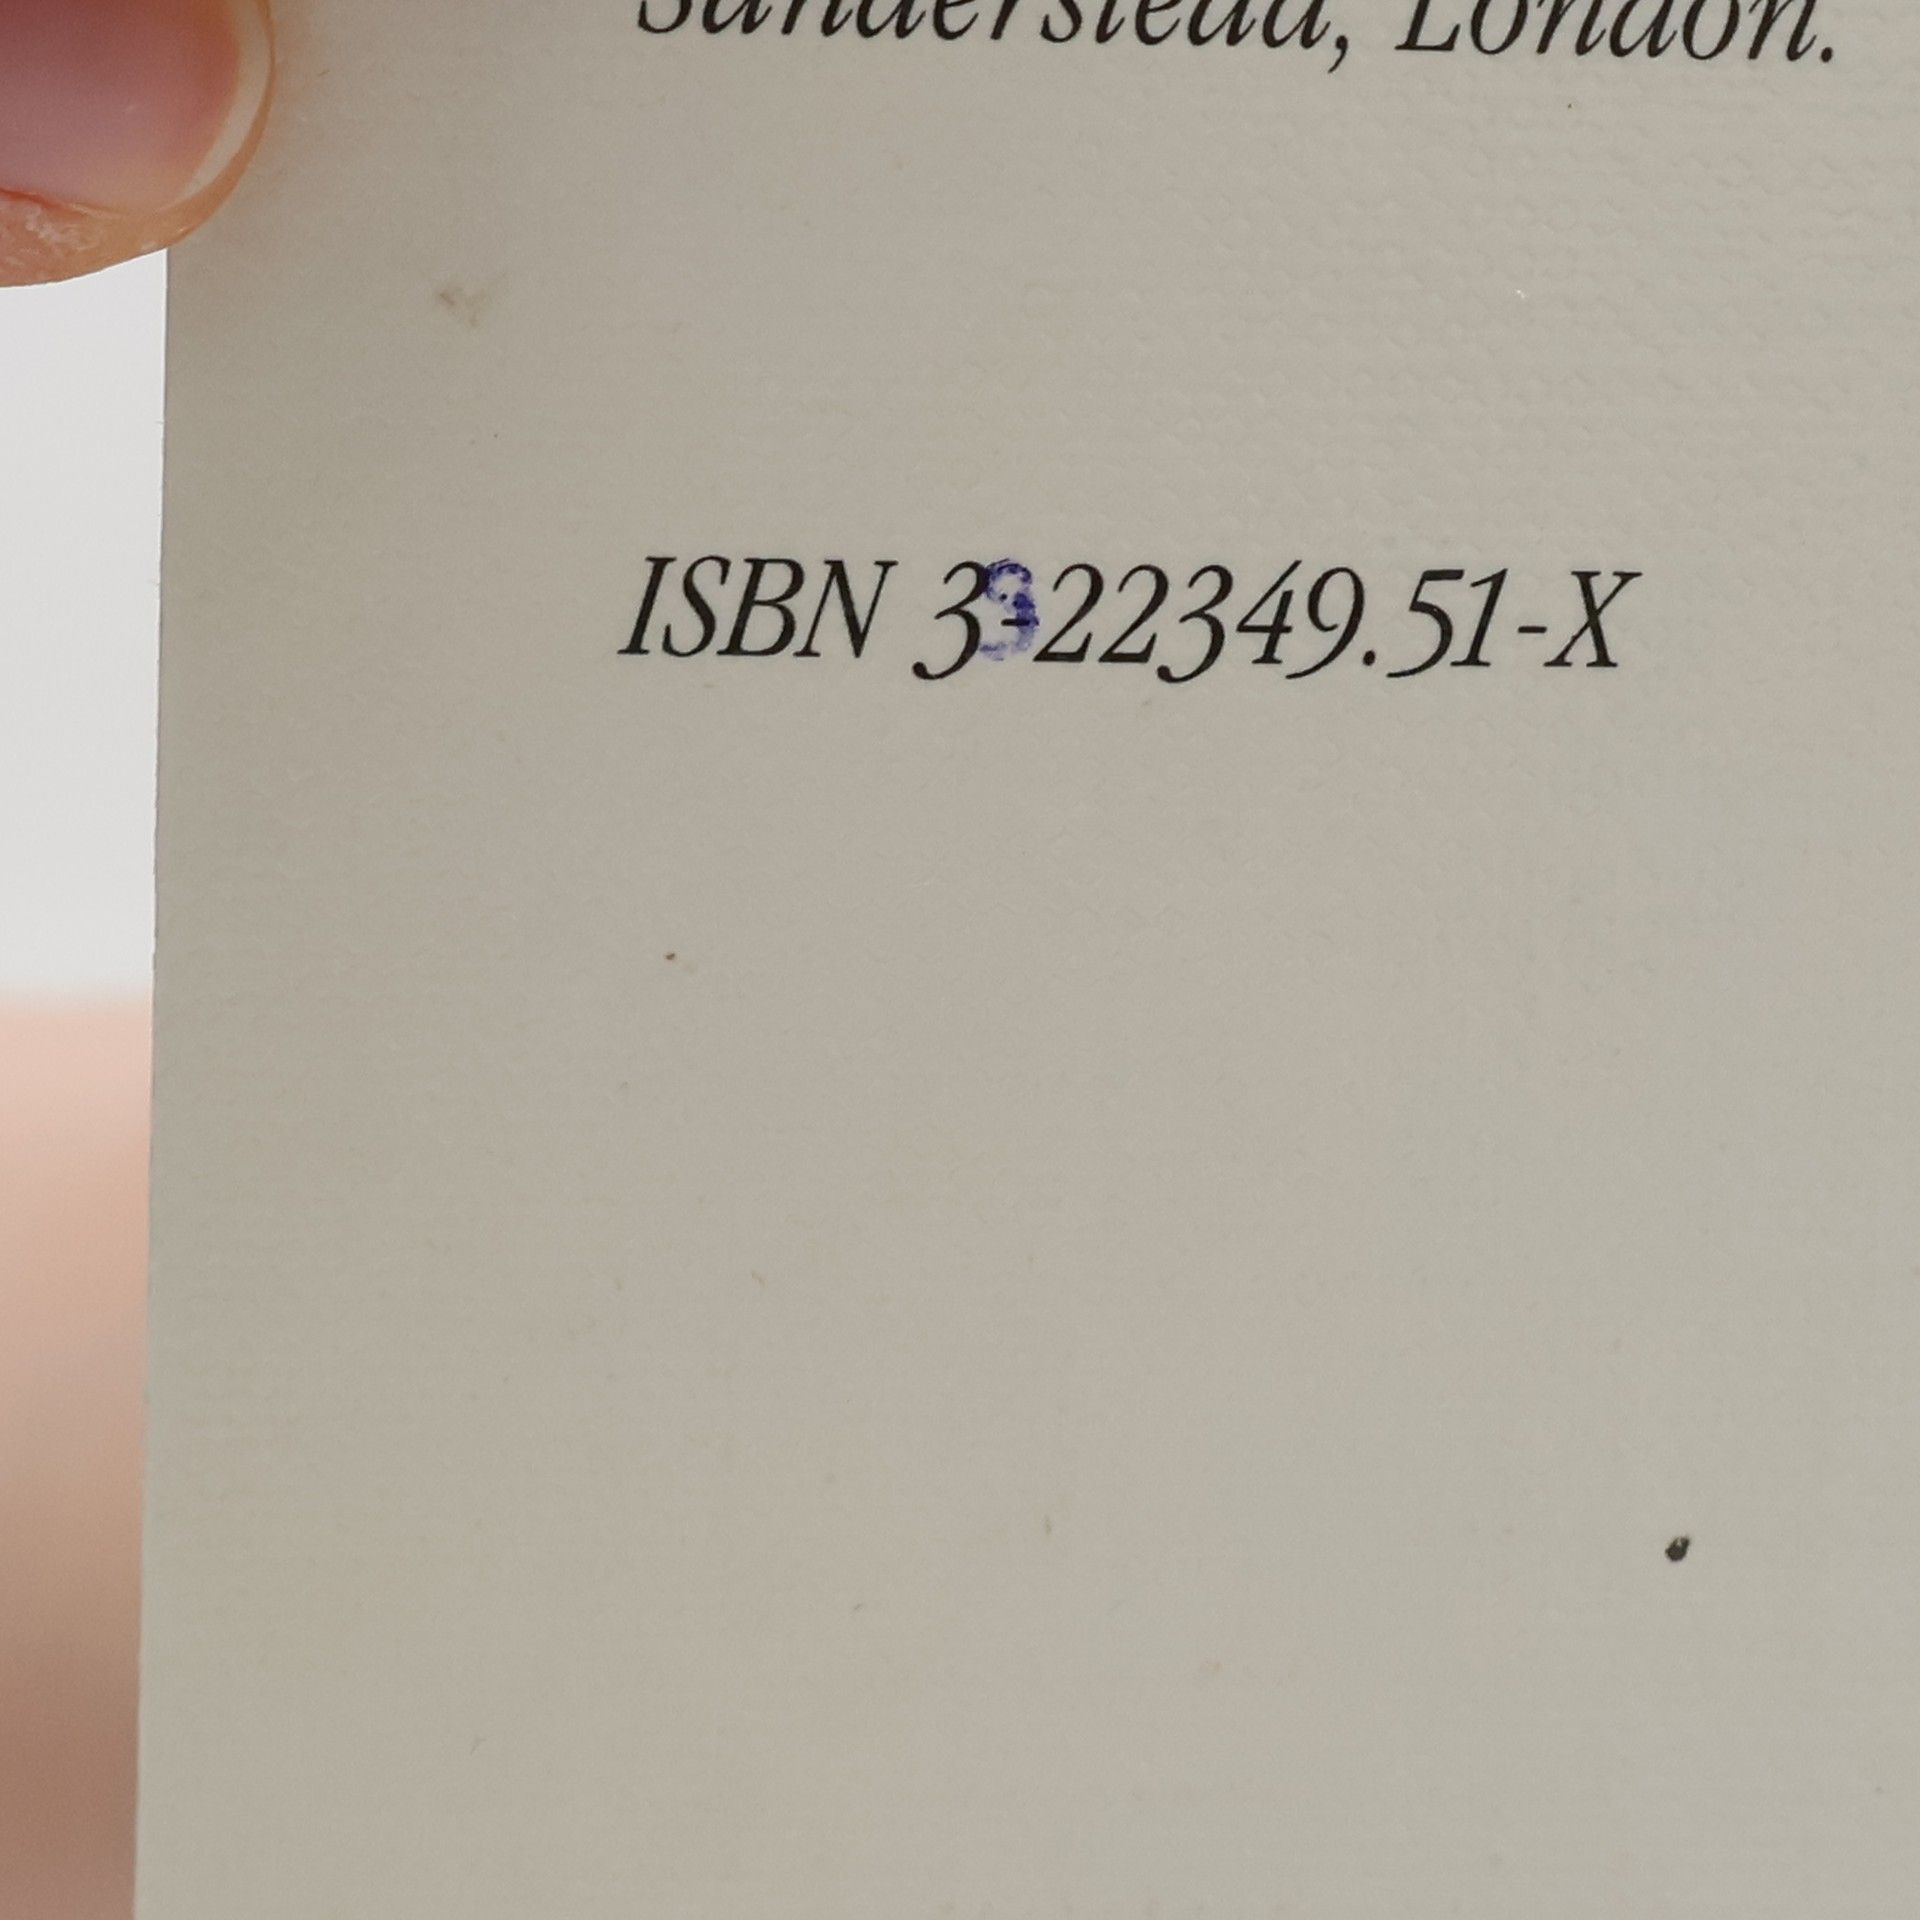 Sanderstead, London.
ISBN 3-22349.51-X